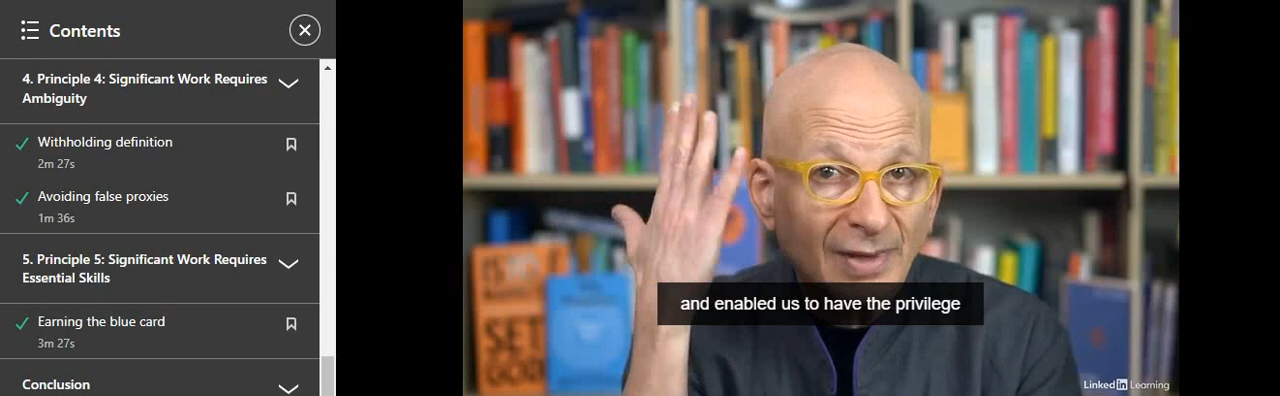 Contents
4. Principle 4: Significant Work Requires
Ambiguity
Withholding definition
2m 27s
Avoiding false proxies
1m 36s
5. Principle 5: Significant Work Requires
Essential Skills
Earning the blue card
3m 27s
Conclusion
and enabled us to have the privilege
SET
LinkedIn Learning